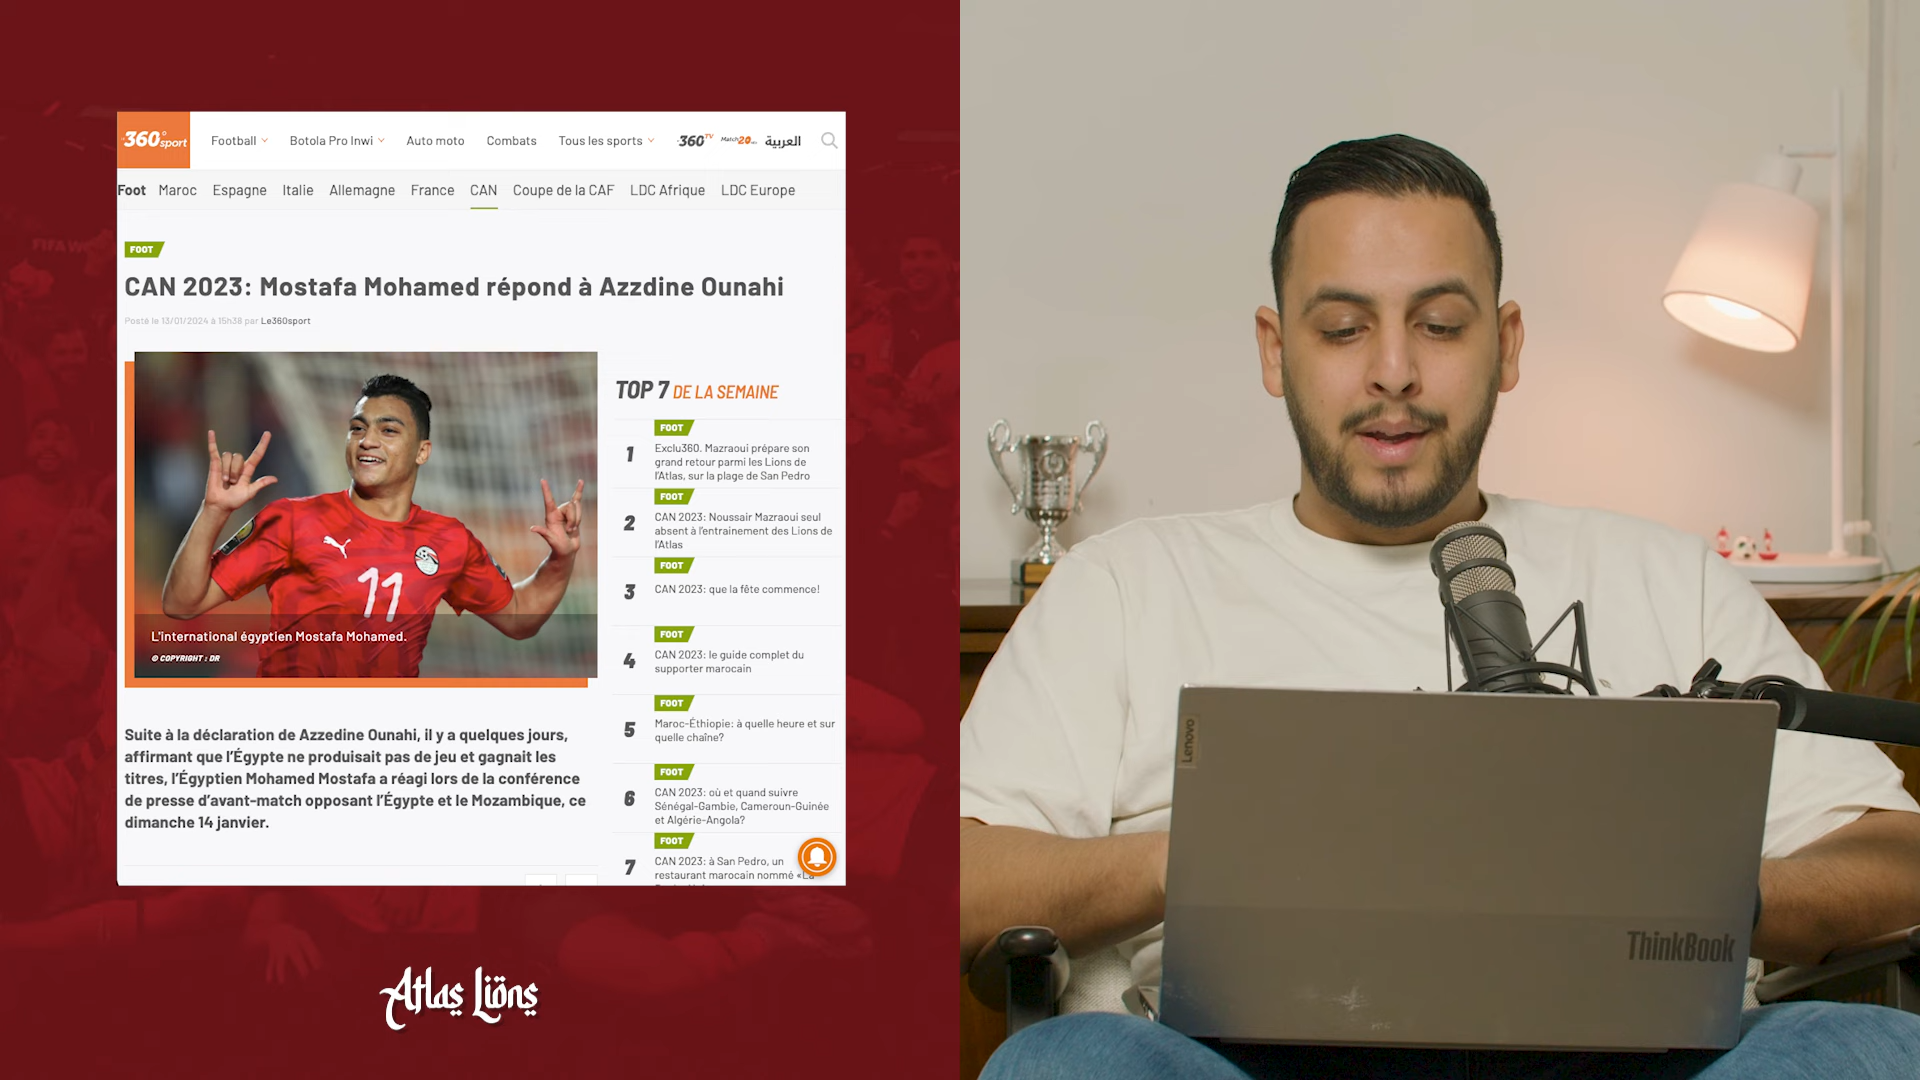 360° sport
Football
Botola Pro Inwi
Auto moto
Combats
Tous les sports
360 TV
Match 20
العربية
Foot
Maroc
Espagne
Italie
Allemagne
France
CAN
Coupe de la CAF
LDC Afrique
LDC Europe
FOOT
CAN 2023: Mostafa Mohamed répond à Azzdine Ounahi
Posté le 13/01/2024 à 15h38 par Le360sport
11
L'international égyptien Mostafa Mohamed.
© COPYRIGHT : DR
Suite à la déclaration de Azzedine Ounahi, il y a quelques jours,
affirmant que l'Égypte ne produisait pas de jeu et gagnait les
titres, l'Égyptien Mohamed Mostafa a réagi lors de la conférence
de presse d'avant-match opposant l'Égypte et le Mozambique, ce
dimanche 14 janvier.
TOP 7 DE LA SEMAINE
FOOT
1
Exclu360. Mazraoui prépare son
grand retour parmi les Lions de
l'Atlas, sur la plage de San Pedro
FOOT
2
CAN 2023: Noussair Mazraoui seul
absent à l'entrainement des Lions de
l'Atlas
FOOT
3
CAN 2023: que la fête commence!
FOOT
4
CAN 2023: le guide complet du
supporter marocain
FOOT
5
Maroc-Éthiopie: à quelle heure et sur
quelle chaîne?
FOOT
6
CAN 2023: où et quand suivre
Sénégal-Gambie, Cameroun-Guinée
et Algérie-Angola?
FOOT
7
CAN 2023: à San Pedro, un
restaurant marocain nommé «La
Atlas Lions
Lenovo
ThinkBook